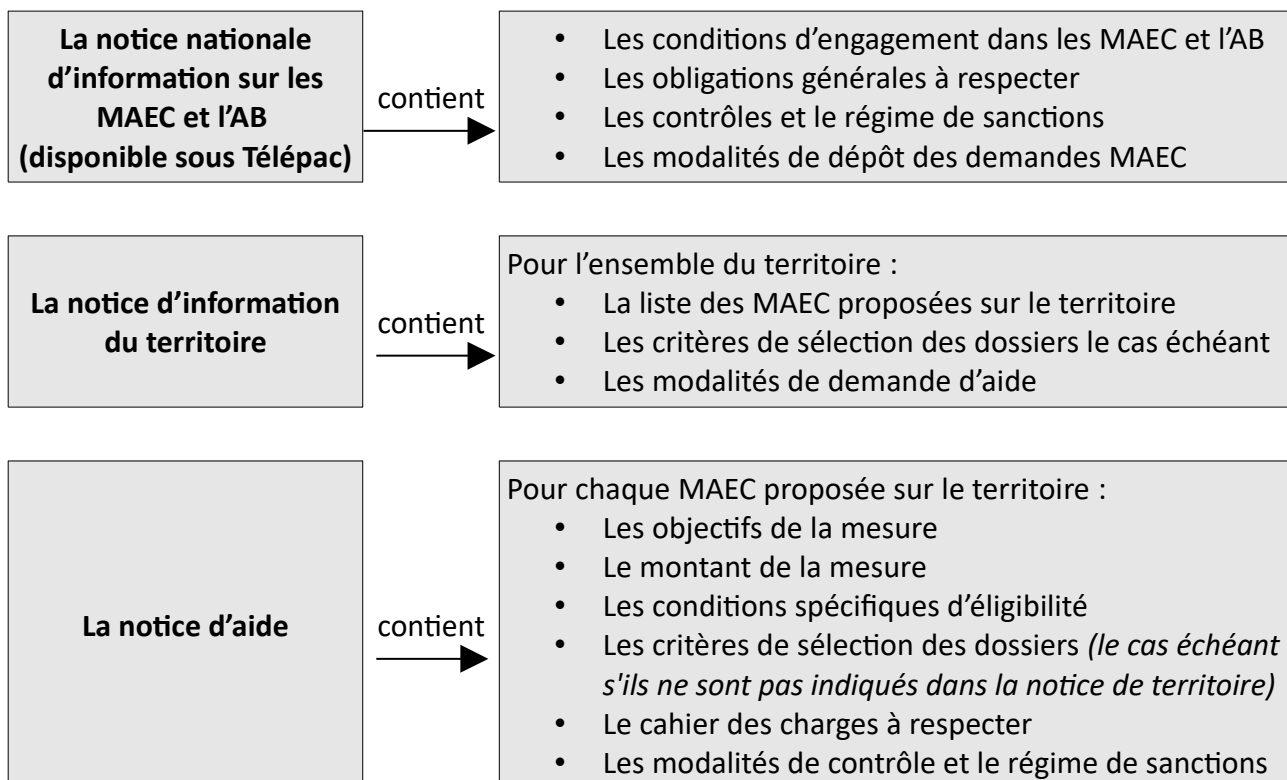 La notice nationale
d’information sur les
MAEC et l’AB
(disponible sous Télépac)
contient
• Les conditions d’engagement dans les MAEC et l’AB
• Les obligations générales à respecter
• Les contrôles et le régime de sanctions
• Les modalités de dépôt des demandes MAEC
La notice d’information
du territoire
contient
Pour l’ensemble du territoire :
• La liste des MAEC proposées sur le territoire
• Les critères de sélection des dossiers le cas échéant
• Les modalités de demande d’aide
La notice d’aide
contient
Pour chaque MAEC proposée sur le territoire :
• Les objectifs de la mesure
• Le montant de la mesure
• Les conditions spécifiques d’éligibilité
• Les critères de sélection des dossiers (le cas échéant
s'ils ne sont pas indiqués dans la notice de territoire)
• Le cahier des charges à respecter
• Les modalités de contrôle et le régime de sanctions